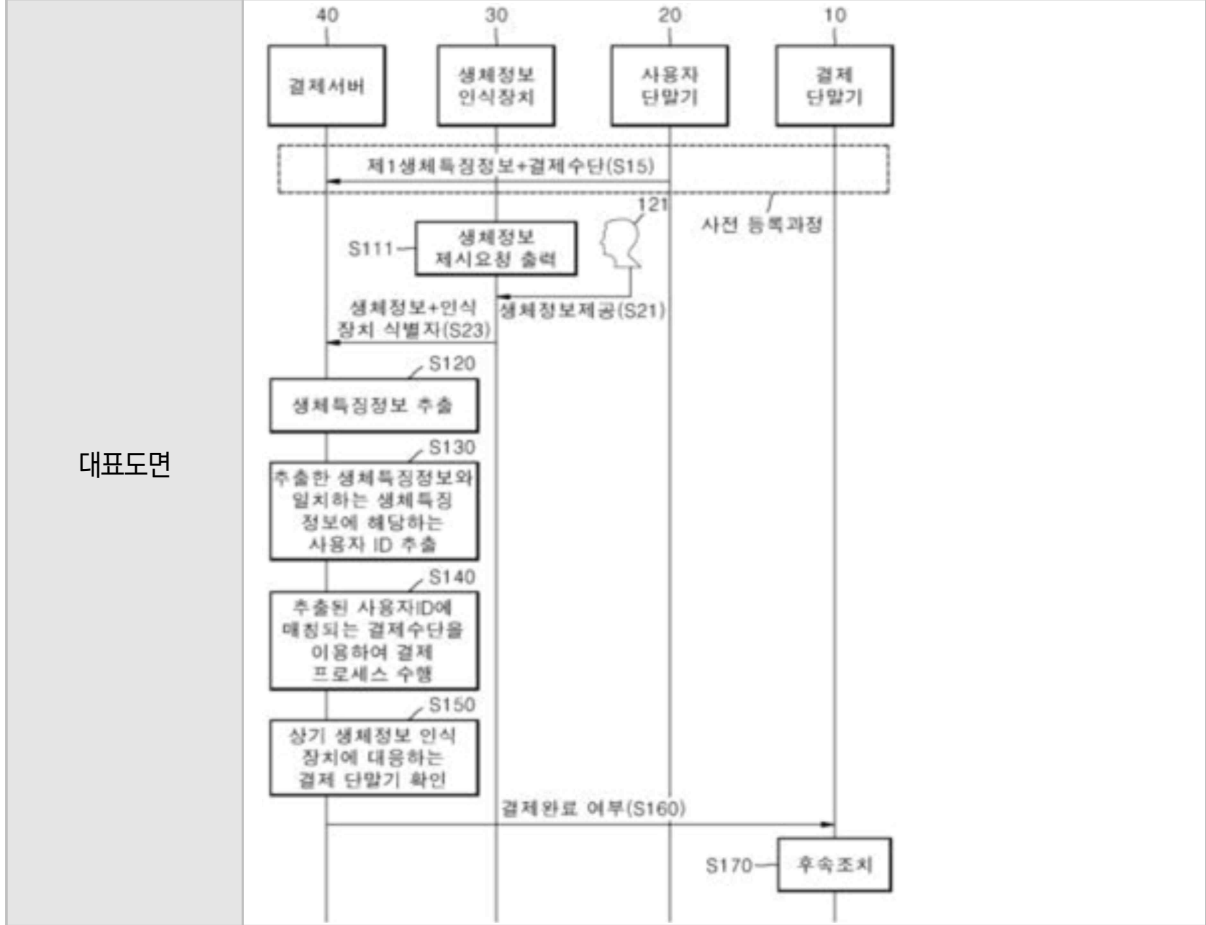 40
30
20
10
결제서버
생체정보
인식장치
사용자
단말기
결제
단말기
제1생체특징정보+결제수단(S15)
사전 등록과정
121
S111
생체정보
제시요청 출력
생체정보제공(S21)
생체정보+인식
장치 식별자(S23)
S120
생체특징정보 추출
S130
추출한 생체특징정보와
일치하는 생체특징
정보에 해당하는
사용자 ID 추출
대표도면
S140
추출된 사용자ID에
매칭되는 결제수단을
이용하여 결제
프로세스 수행
S150
상기 생체정보 인식
장치에 대응하는
결제 단말기 확인
결제완료 여부(S160)
S170
후속조치